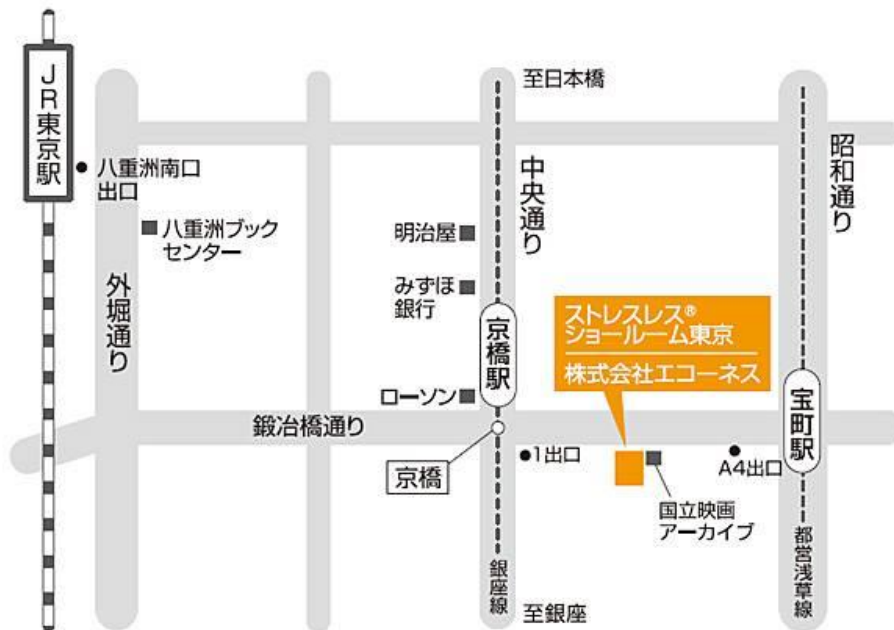 至日本橋
JR東京駅
八重洲南口
出口
中央通り
昭和通り
八重洲ブック
センター
明治屋
外堀通り
みずほ
銀行
ストレスレス®
ショールーム東京
株式会社エコーネス
京橋駅
宝町駅
ローソン
鍛冶橋通り
京橋
1出口
A4出口
国立映画
アーカイブ
銀座線
都営浅草線
至銀座